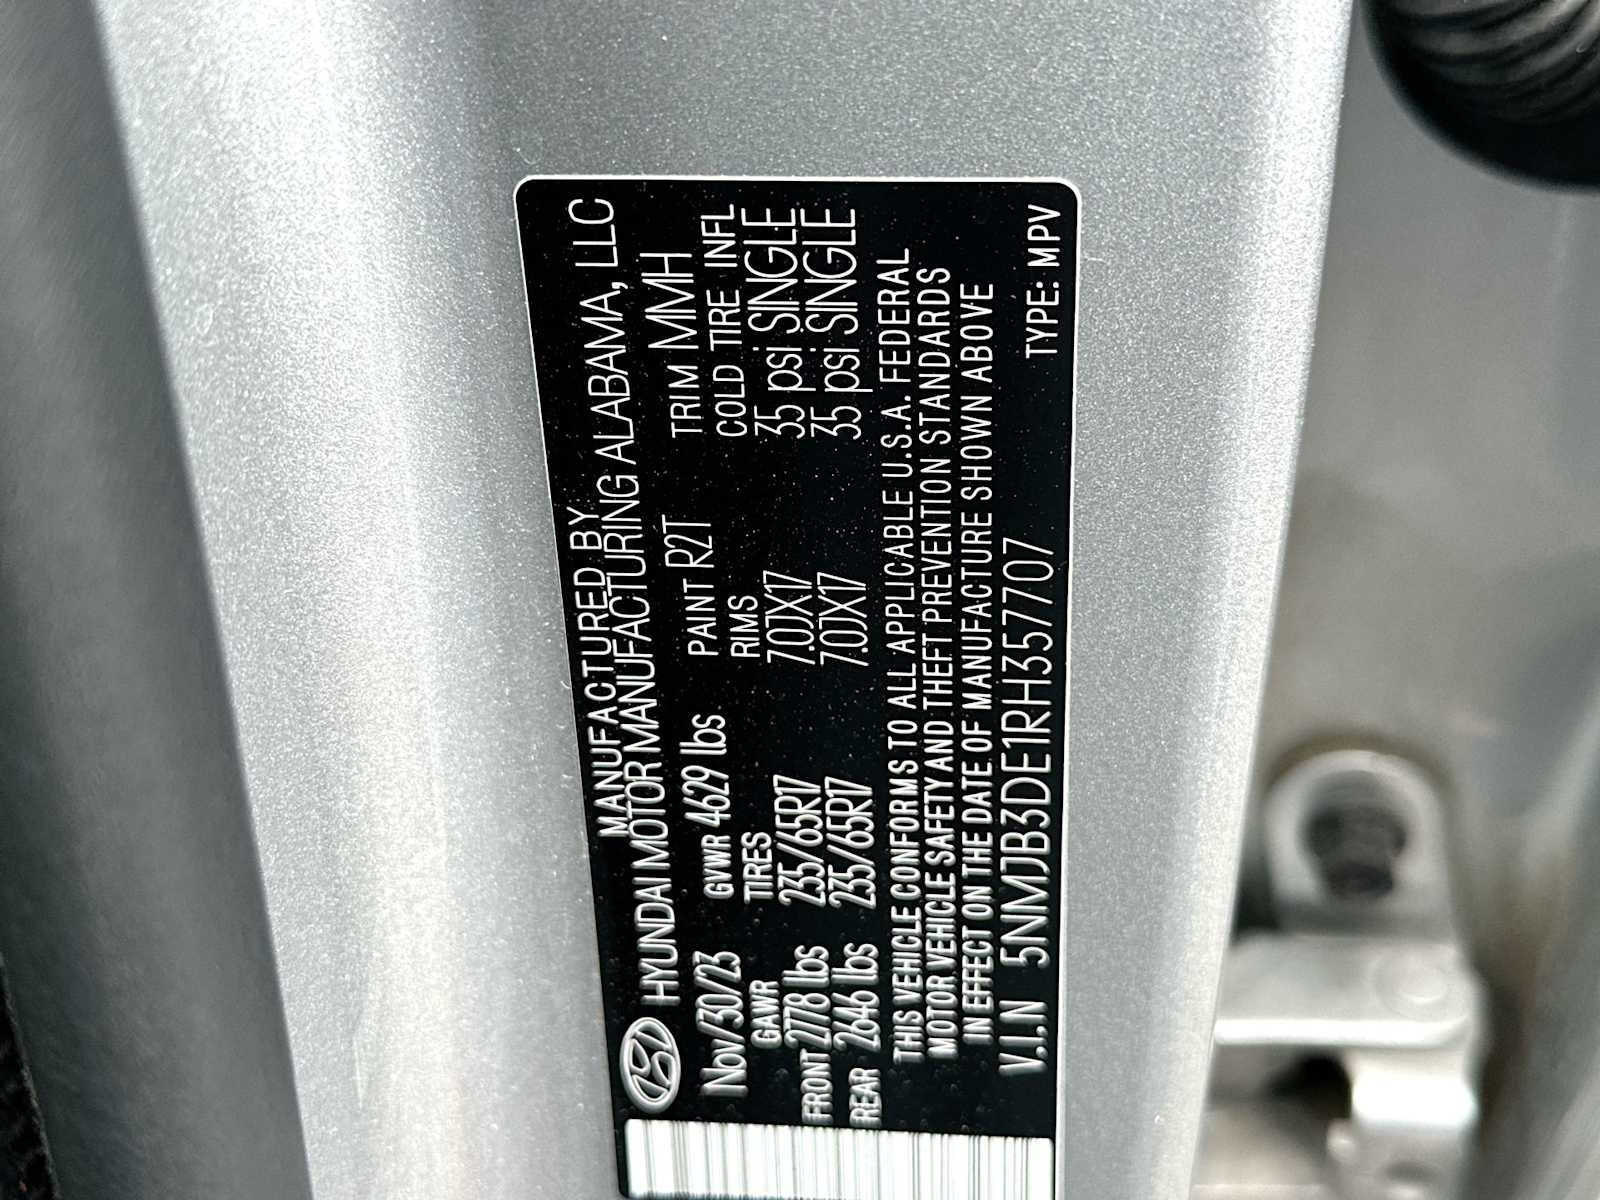 MANUFACTURED BY
HYUNDAI MOTOR MANUFACTURING ALABAMA, LLC
Nov/30/23 GVWR 4629 lbs PAINT R2T TRIM MMH
GAWR TIRES RIMS COLD TIRE INFL
FRONT 2778 lbs 235/65R17 7.0JX17 35 psi SINGLE
REAR 2646 lbs 235/65R17 7.0JX17 35 psi SINGLE
THIS VEHICLE CONFORMS TO ALL APPLICABLE U.S.A. FEDERAL
MOTOR VEHICLE SAFETY AND THEFT PREVENTION STANDARDS
IN EFFECT ON THE DATE OF MANUFACTURE SHOWN ABOVE
V.I.N 5NMJB3DE1RH357707 TYPE: MPV